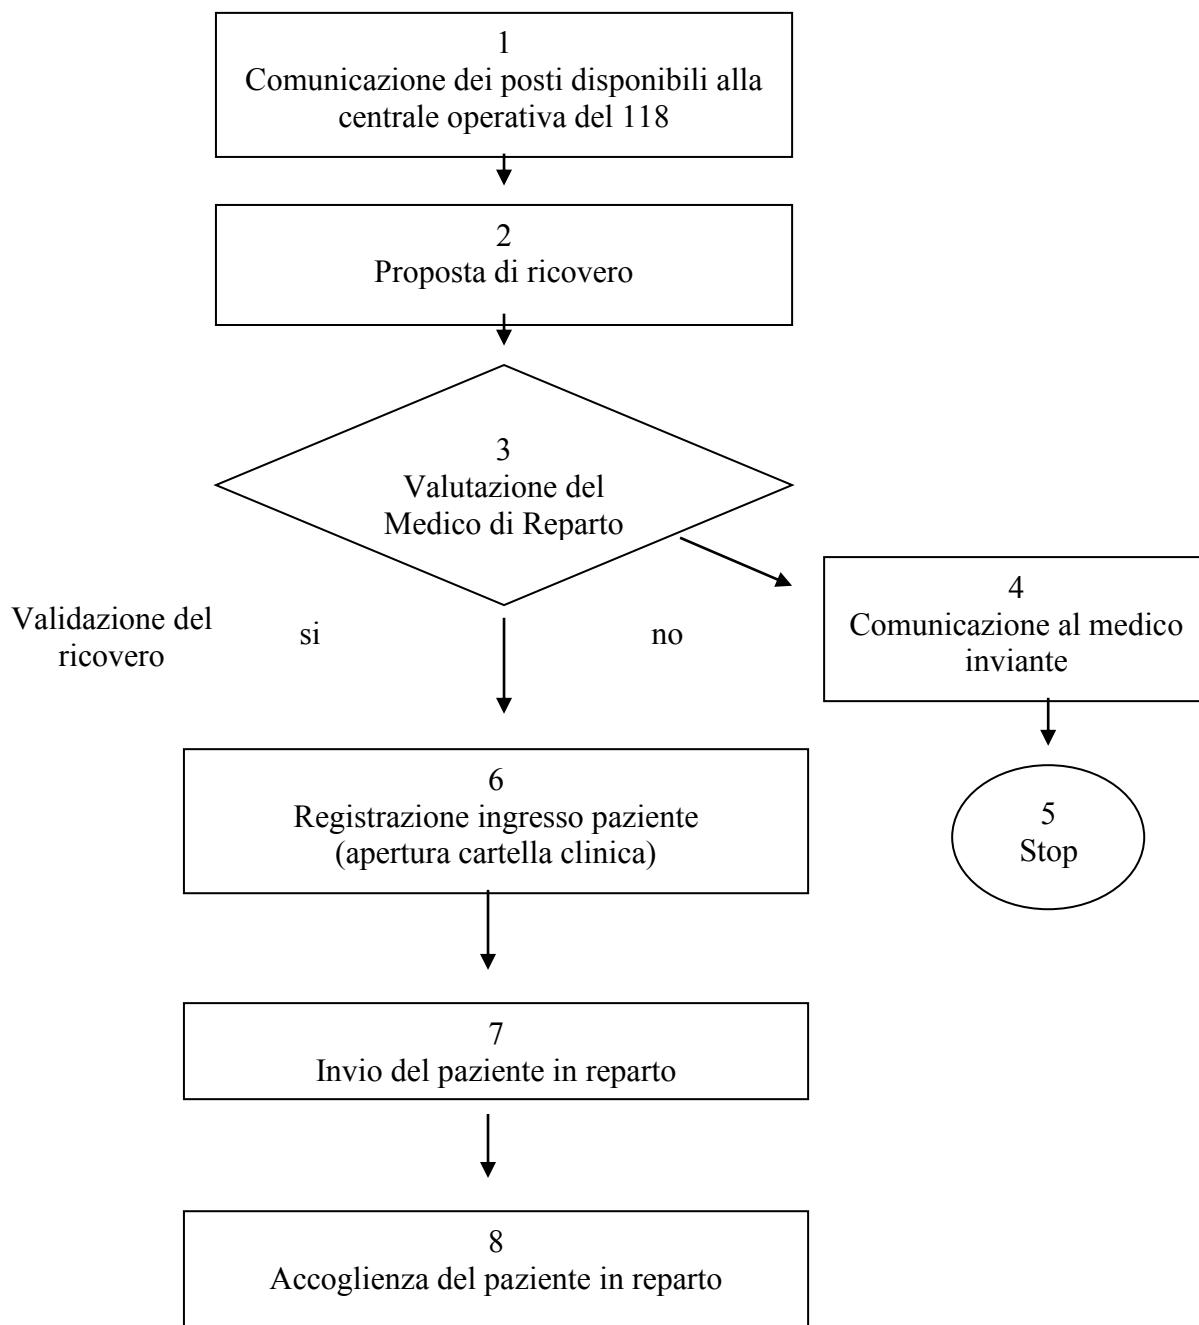 1
Comunicazione dei posti disponibili alla
centrale operativa del 118
2
Proposta di ricovero
3
Valutazione del
Medico di Reparto
4
Comunicazione al medico
inviante
Validazione del
ricovero
si
no
5
Stop
6
Registrazione ingresso paziente
(apertura cartella clinica)
7
Invio del paziente in reparto
8
Accoglienza del paziente in reparto